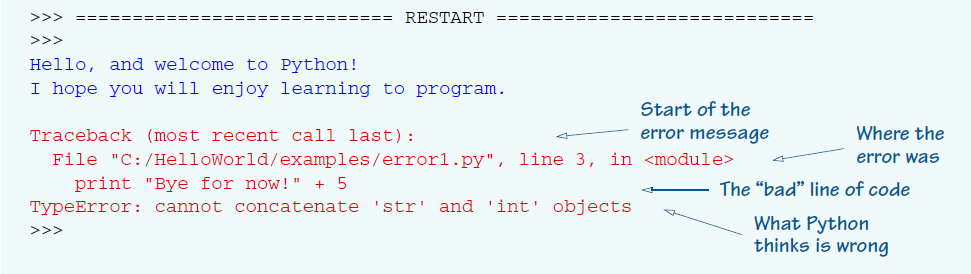 >>> ============================ RESTART ============================
>>>
Hello, and welcome to Python!
I hope you will enjoy learning to program.
Traceback (most recent call last):
Start of the
error message
File "C:/HelloWorld/examples/error1.py", line 3, in <module>
Where the
error was
print "Bye for now!" + 5
The “bad” line of code
TypeError: cannot concatenate 'str' and 'int' objects
What Python
thinks is wrong
>>>